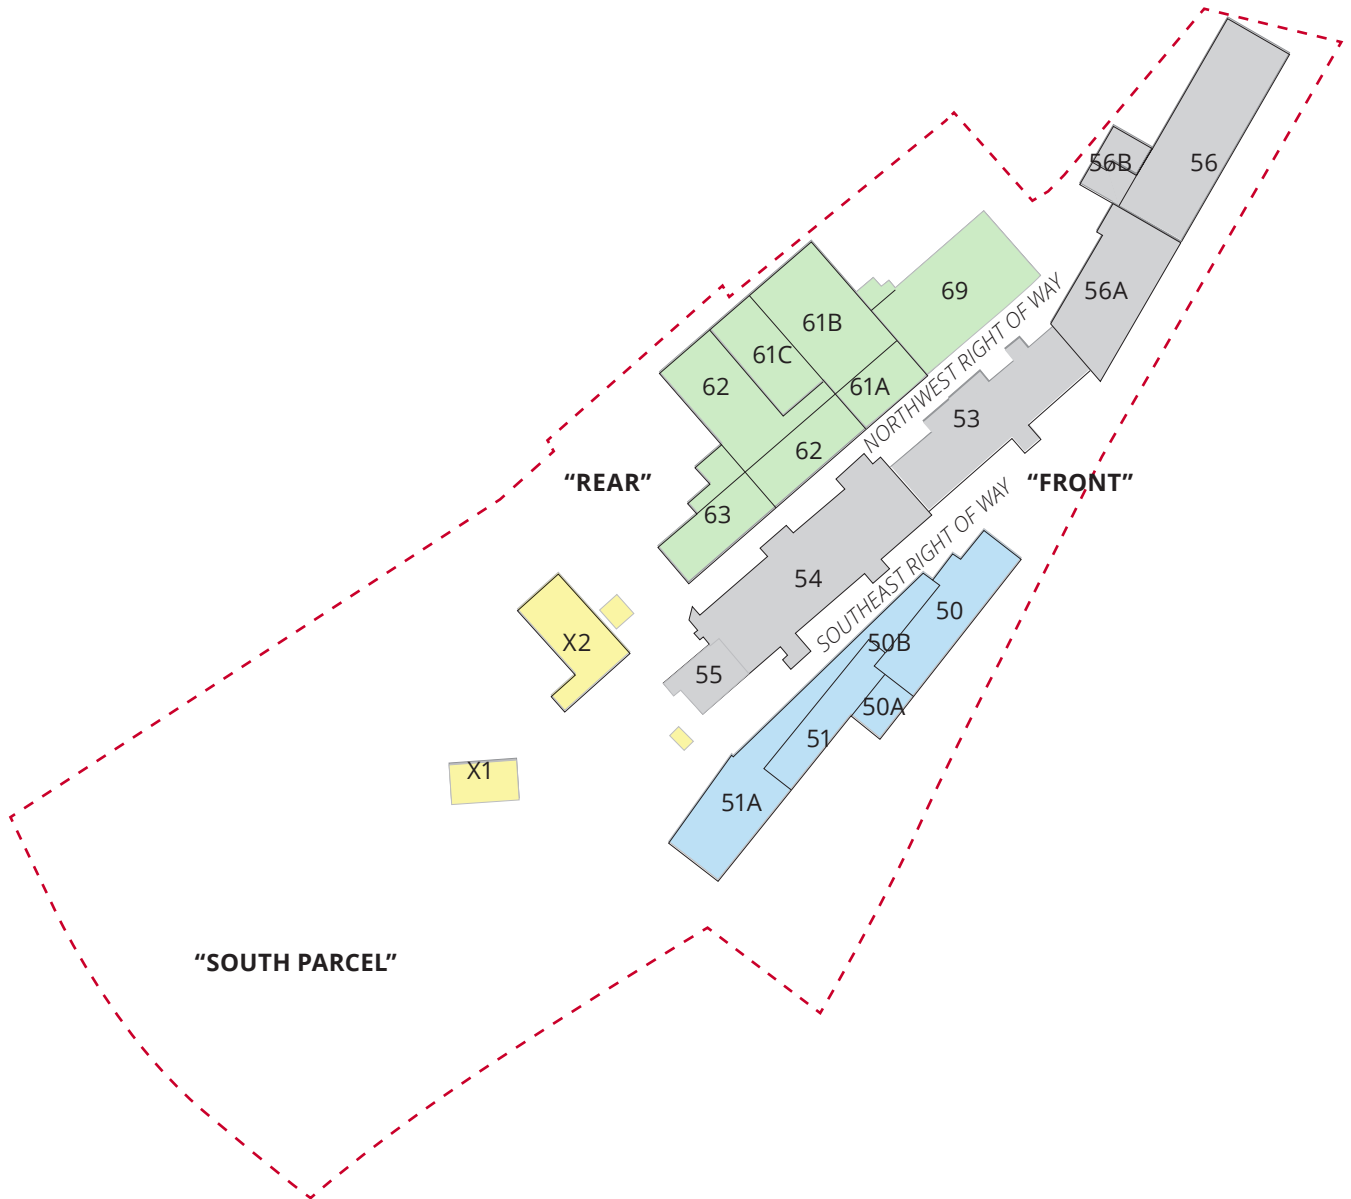 56B
56
69
56A
61B
61C
62
61A
53
NORTHWEST RIGHT OF WAY
62
“REAR”
“FRONT”
63
SOUTHEAST RIGHT OF WAY
54
50
X2
50B
55
50A
51
X1
51A
“SOUTH PARCEL”